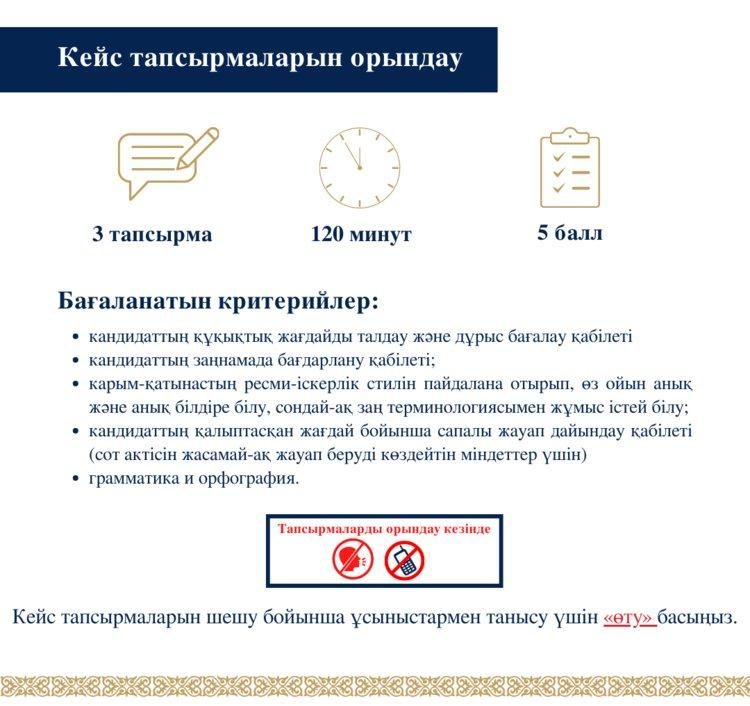 Кейс тапсырмаларын орындау
3 тапсырма
120 минут
5 балл
Бағаланатын критерийлер:
• кандидаттың құқықтық жағдайды талдау және дұрыс бағалау қабілеті
• кандидаттың заңнамада бағдарлану қабілеті;
• карым-қатынастың ресми-іскерлік стилін пайдалана отырып, өз ойын анық
және анық білдіре білу, сондай-ақ заң терминологиясымен жұмыс істей білу;
• кандидаттың қалыптасқан жағдай бойынша сапалы жауап дайындау қабілеті
(сот актісін жасамай-ақ жауап беруді көздейтін міндеттер үшін)
• грамматика и орфография.
Тапсырмаларды орындау кезінде
Кейс тапсырмаларын шешу бойынша ұсыныстармен танысу үшін «өту» басыңыз.